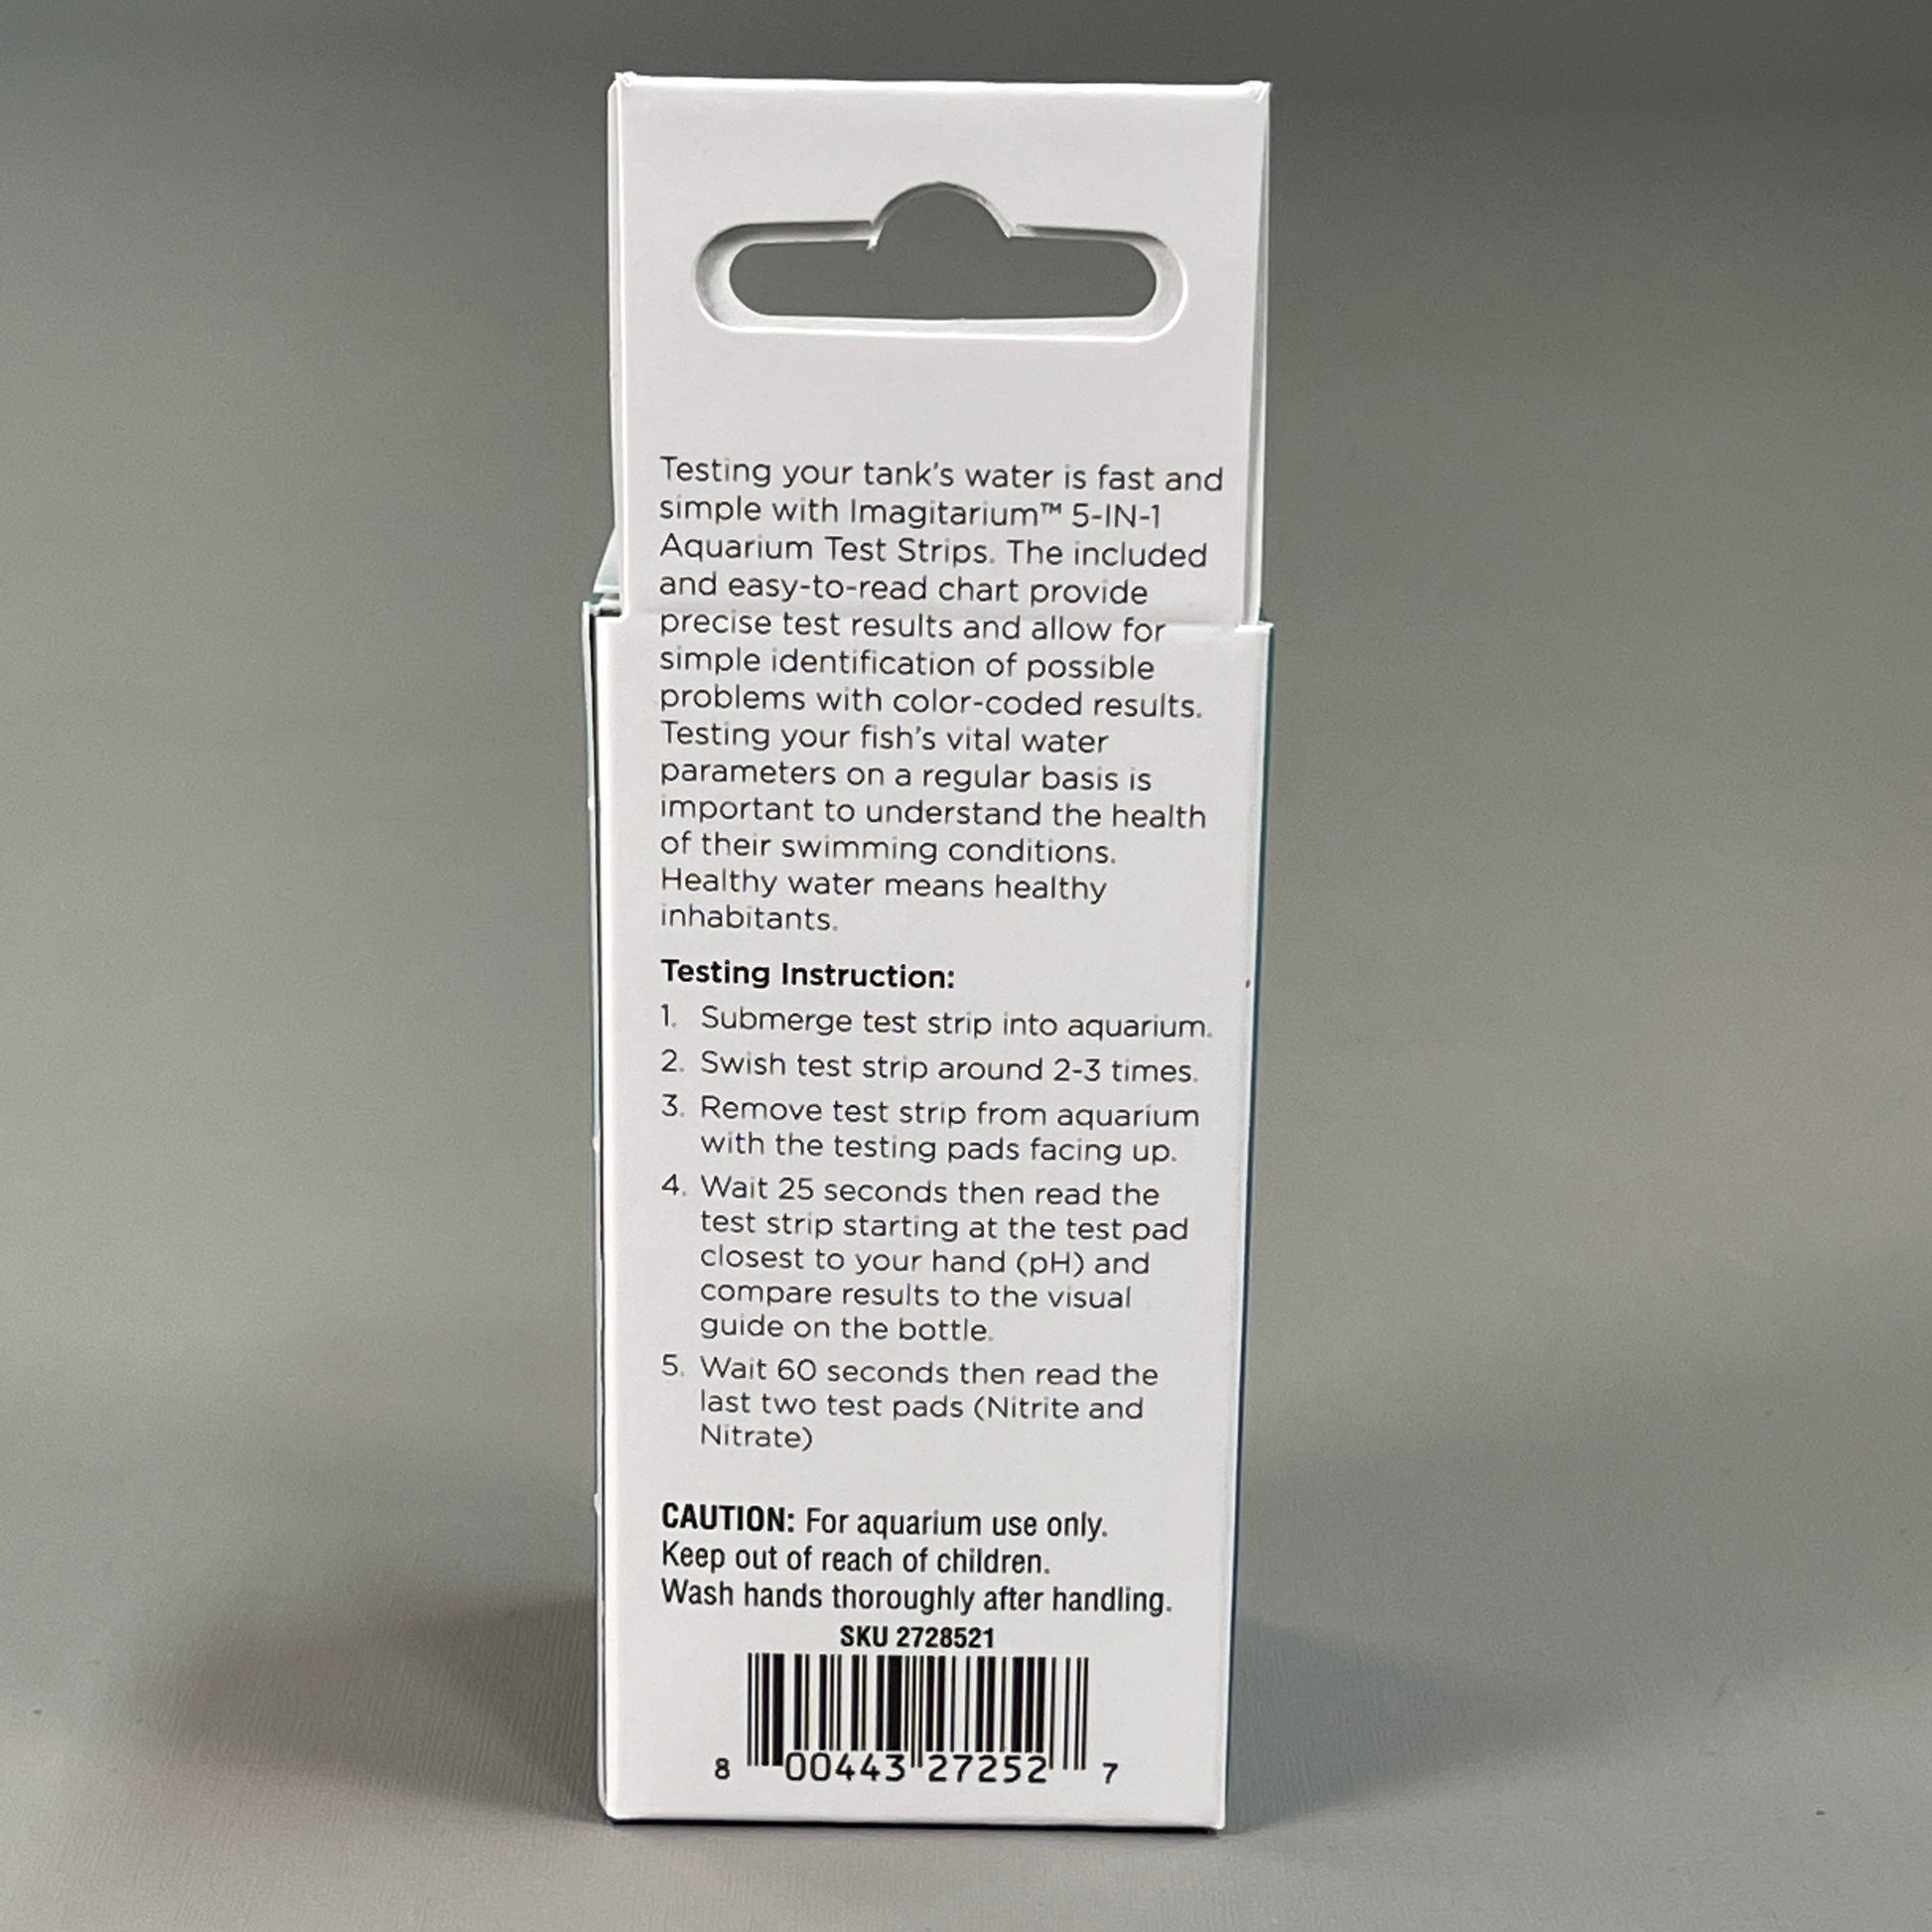 Testing your tank's water is fast and
simple with Imagitarium™ 5-IN-1
Aquarium Test Strips. The included
and easy-to-read chart provide
precise test results and allow for
simple identification of possible
problems with color-coded results.
Testing your fish's vital water
parameters on a regular basis is
important to understand the health
of their swimming conditions.
Healthy water means healthy
inhabitants.
Testing Instruction:
1. Submerge test strip into aquarium.
2. Swish test strip around 2-3 times.
3. Remove test strip from aquarium
with the testing pads facing up.
4. Wait 25 seconds then read the
test strip starting at the test pad
closest to your hand (pH) and
compare results to the visual
guide on the bottle.
5. Wait 60 seconds then read the
last two test pads (Nitrite and
Nitrate)
CAUTION: For aquarium use only.
Keep out of reach of children.
Wash hands thoroughly after handling.
SKU 2728521
8 00443 27252 7